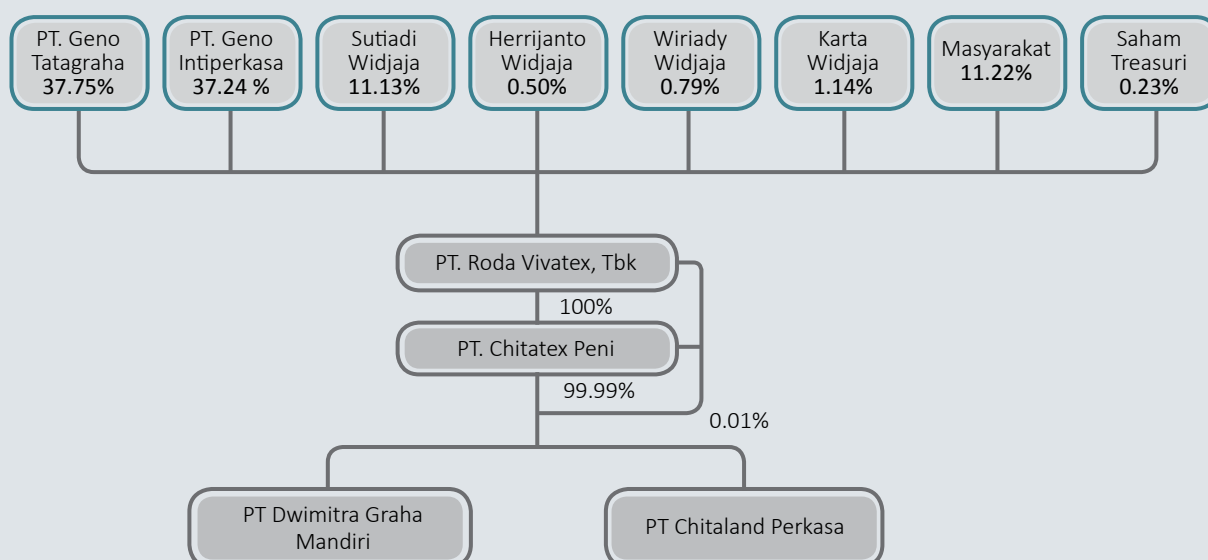 PT. Geno
Tatagraha
37.75%
PT. Geno
Intiperkasa
37.24 %
Sutiadi
Widjaja
11.13%
Herrijanto
Widjaja
0.50%
Wiriady
Widjaja
0.79%
Karta
Widjaja
1.14%
Masyarakat
11.22%
Saham
Treasuri
0.23%
PT. Roda Vivatex, Tbk
100%
PT. Chitatex Peni
99.99%
0.01%
PT Dwimitra Graha
Mandiri
PT Chitaland Perkasa